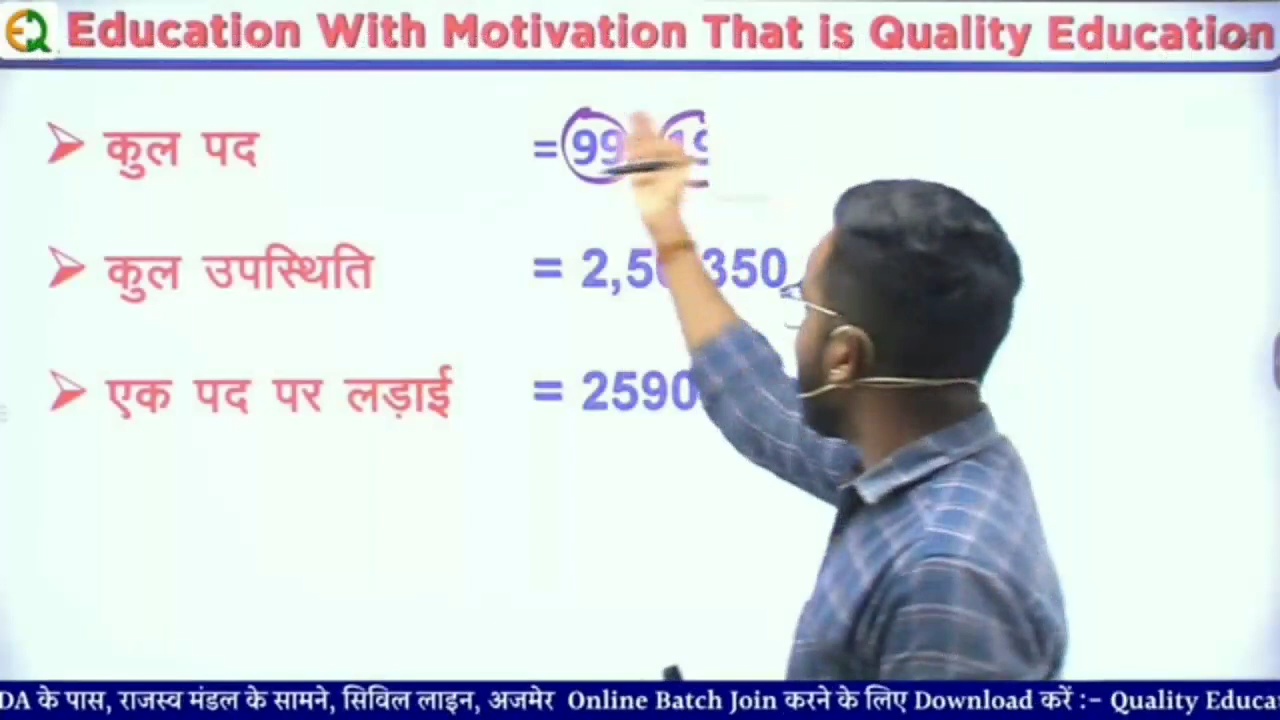 EQ Education With Motivation That is Quality Education
➢ कुल पद = 99
➢ कुल उपस्थिति = 2,5 350
➢ एक पद पर लड़ाई = 2590
DA के पास, राजस्व मंडल के सामने, सिविल लाइन, अजमेर Online Batch Join करने के लिए Download करें :- Quality Educa